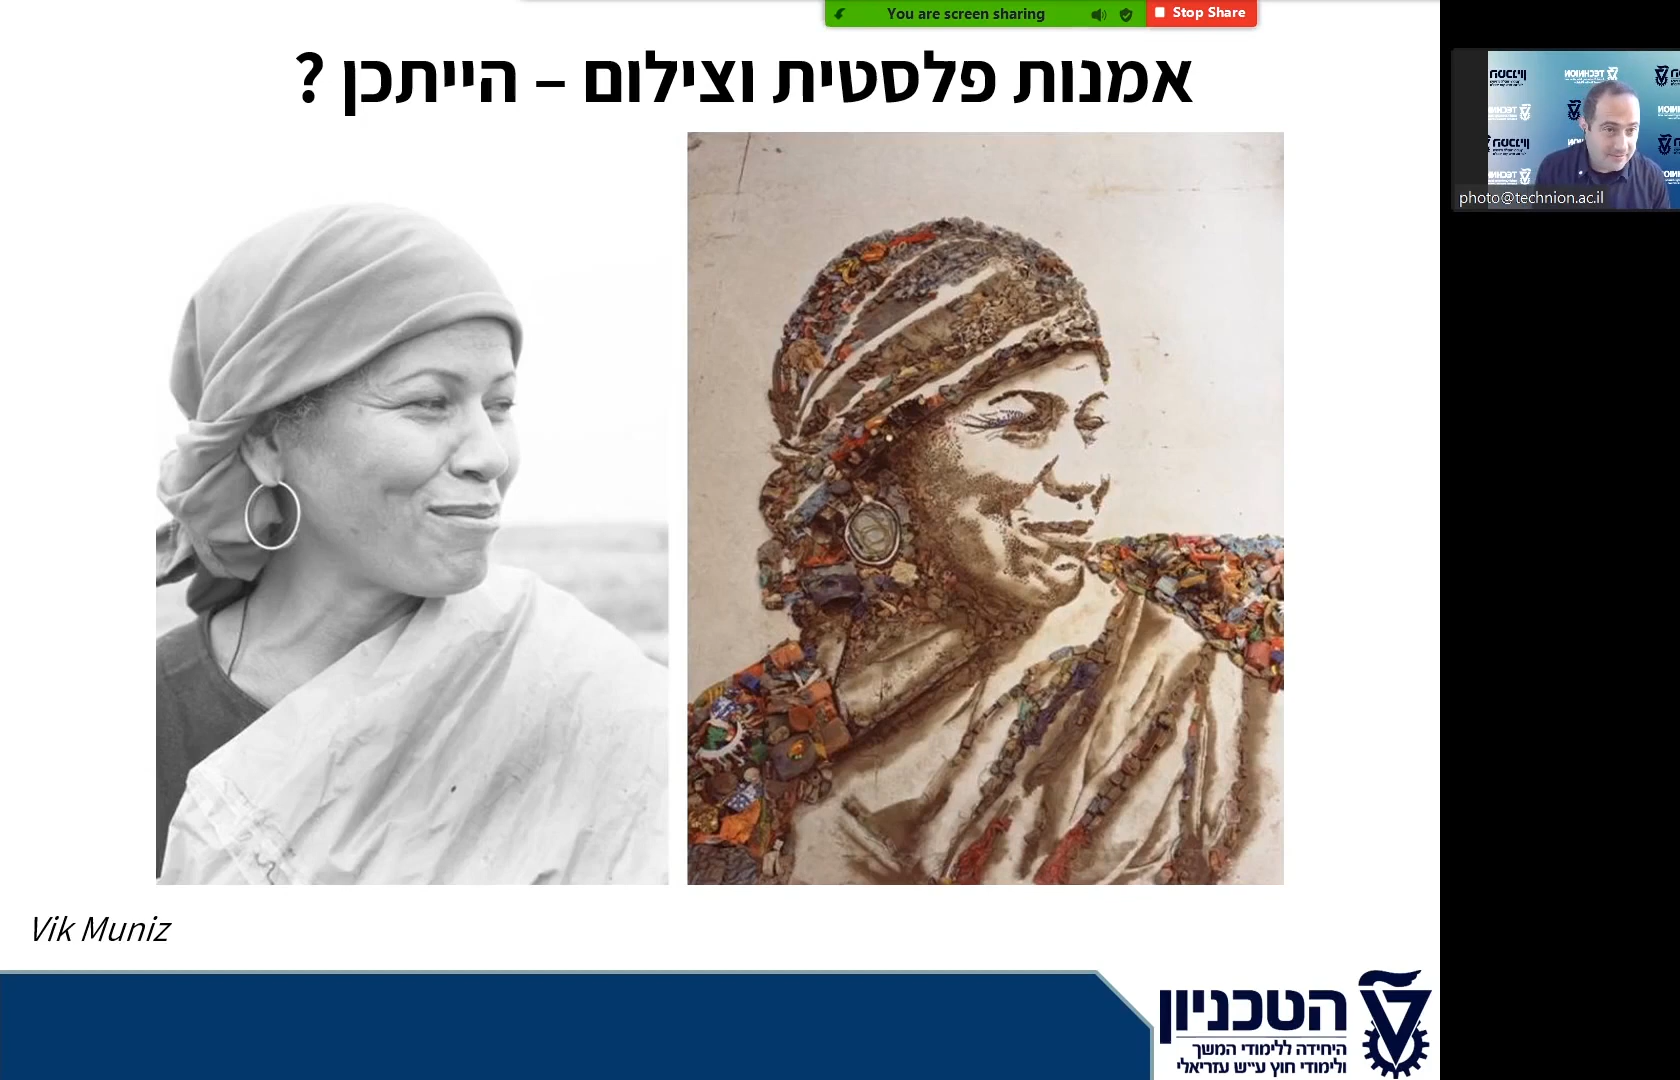 You are screen sharing
Stop Share
אמנות פלסטית וצילום – הייתכן ?
photo@technion.ac.il
Vik Muniz
הטכניון
היחידה ללימודי המשך
ולימודי חוץ ע״ש עזריאלי